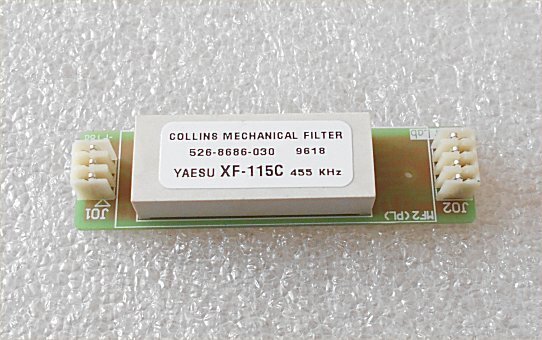 COLLINS MECHANICAL FILTER
526-8686-030 9618
YAESU XF-115C 455 KHz
J01
J02
MF2(PL)